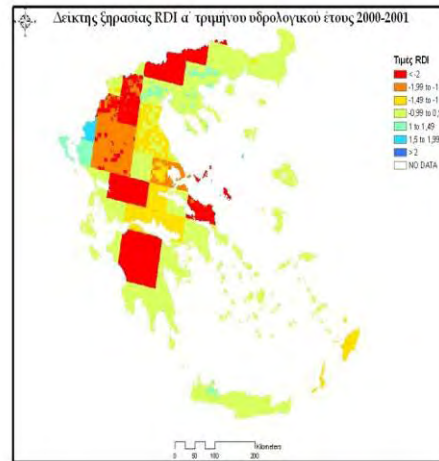 Δείκτης ξηρασίας RDI α΄ τριμήνου υδρολογικού έτους 2000-2001
Τιμές RDI
< -2
-1,99 to -1
-1,49 to -1
-0,99 to 0,
1 to 1,49
1,5 to 1,99
> 2
NO DATA
Kilometers
0 25 50 100 200